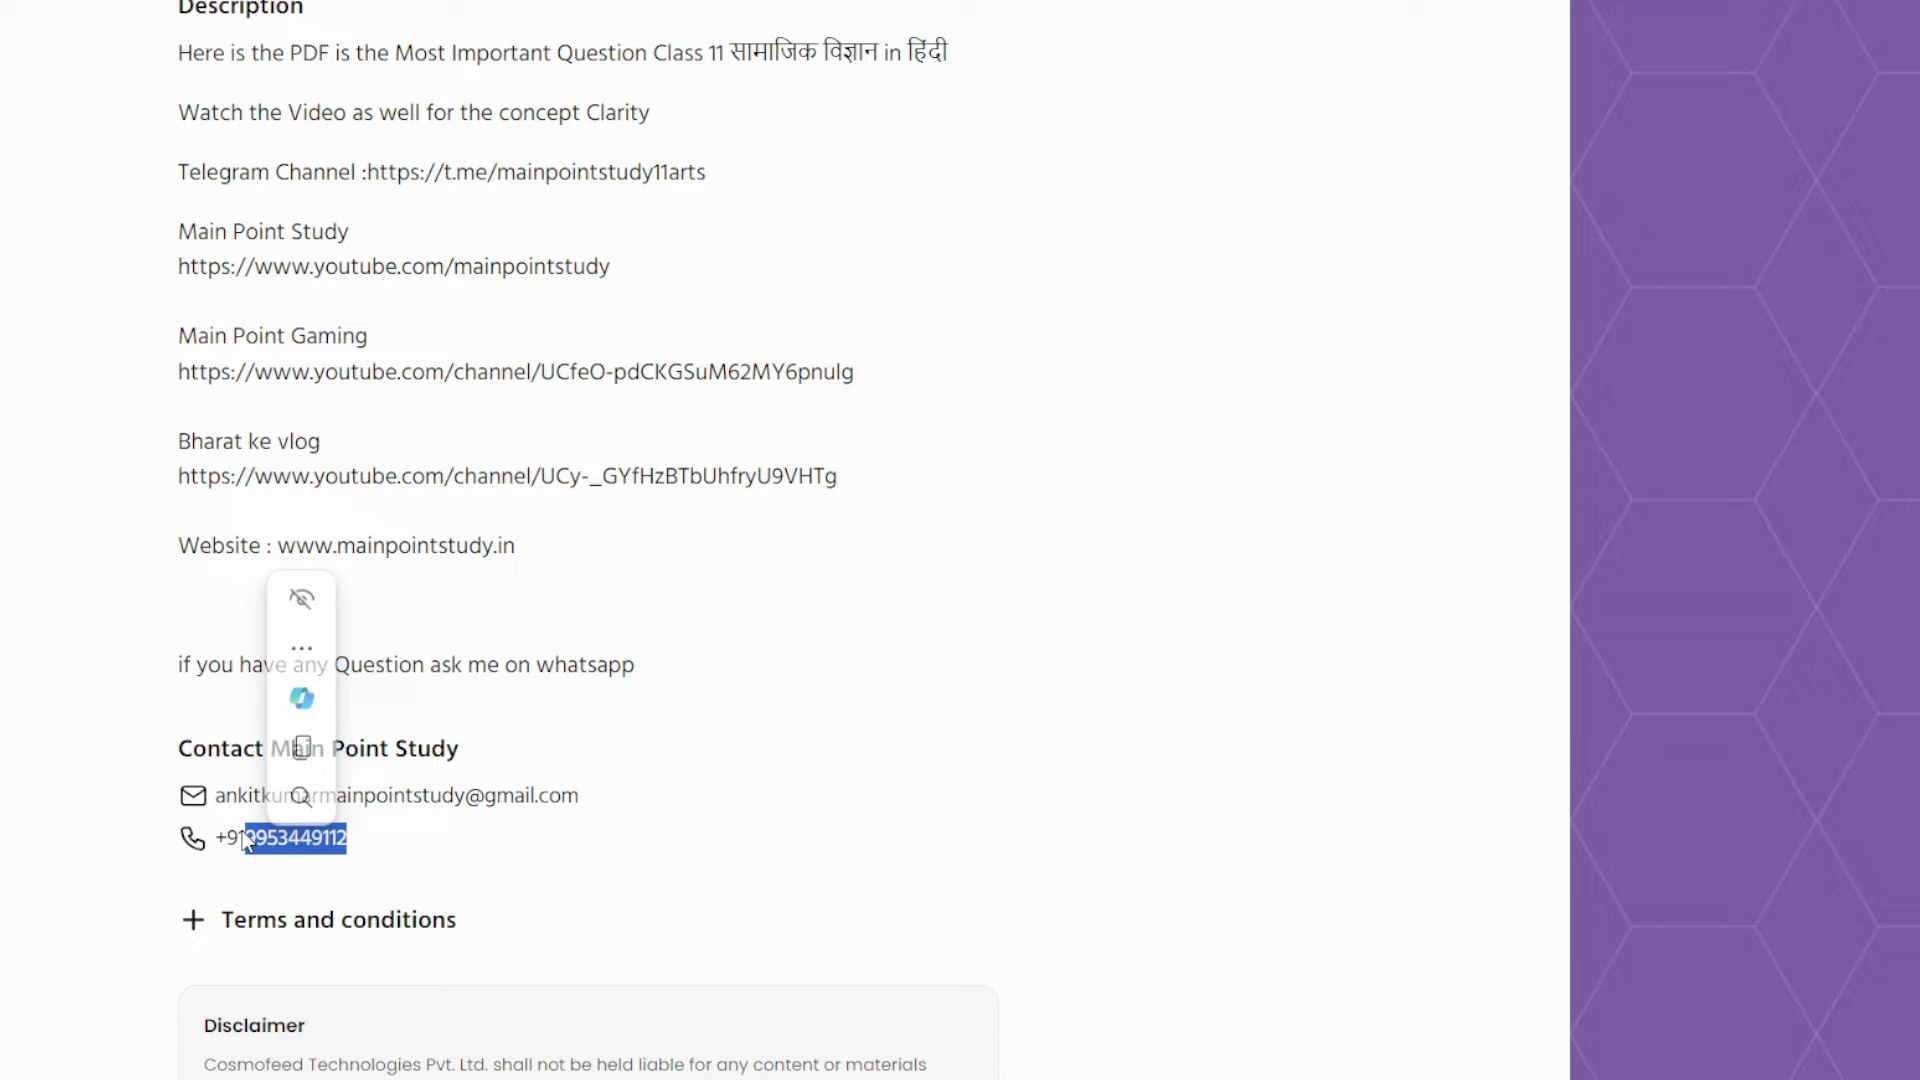 Description
Here is the PDF is the Most Important Question Class 11 सामाजिक विज्ञान in हिंदी
Watch the Video as well for the concept Clarity
Telegram Channel :https://t.me/mainpointstudy11arts
Main Point Study
https://www.youtube.com/mainpointstudy
Main Point Gaming
https://www.youtube.com/channel/UCfeO-pdCKGSuM62MY6pnulg
Bharat ke vlog
https://www.youtube.com/channel/UCy-_GYfHzBTbUhfryU9VHTg
Website : www.mainpointstudy.in
if you have any Question ask me on whatsapp
Contact Main Point Study
ankitkumarmainpointstudy@gmail.com
+919953449112
Terms and conditions
Disclaimer
Cosmofeed Technologies Pvt. Ltd. shall not be held liable for any content or materials